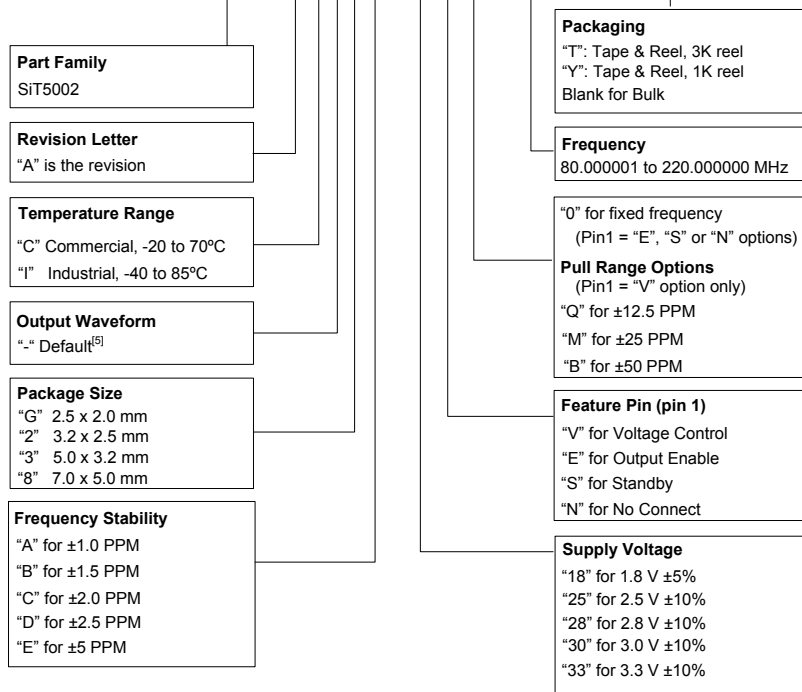 Part Family
SiT5002
Revision Letter
“A” is the revision
Temperature Range
“C” Commercial, -20 to 70ºC
“I” Industrial, -40 to 85ºC
Output Waveform
“-“ Default[5]
Package Size
“G” 2.5 x 2.0 mm
“2” 3.2 x 2.5 mm
“3” 5.0 x 3.2 mm
“8” 7.0 x 5.0 mm
Frequency Stability
“A” for ±1.0 PPM
“B” for ±1.5 PPM
“C” for ±2.0 PPM
“D” for ±2.5 PPM
“E” for ±5 PPM
Packaging
“T”: Tape & Reel, 3K reel
“Y”: Tape & Reel, 1K reel
Blank for Bulk
Frequency
80.000001 to 220.000000 MHz
“0” for fixed frequency
(Pin1 = “E”, “S” or “N” options)
Pull Range Options
(Pin1 = “V” option only)
“Q” for ±12.5 PPM
“M” for ±25 PPM
“B” for ±50 PPM
Feature Pin (pin 1)
“V” for Voltage Control
“E” for Output Enable
“S” for Standby
“N” for No Connect
Supply Voltage
“18” for 1.8 V ±5%
“25” for 2.5 V ±10%
“28” for 2.8 V ±10%
“30” for 3.0 V ±10%
“33” for 3.3 V ±10%